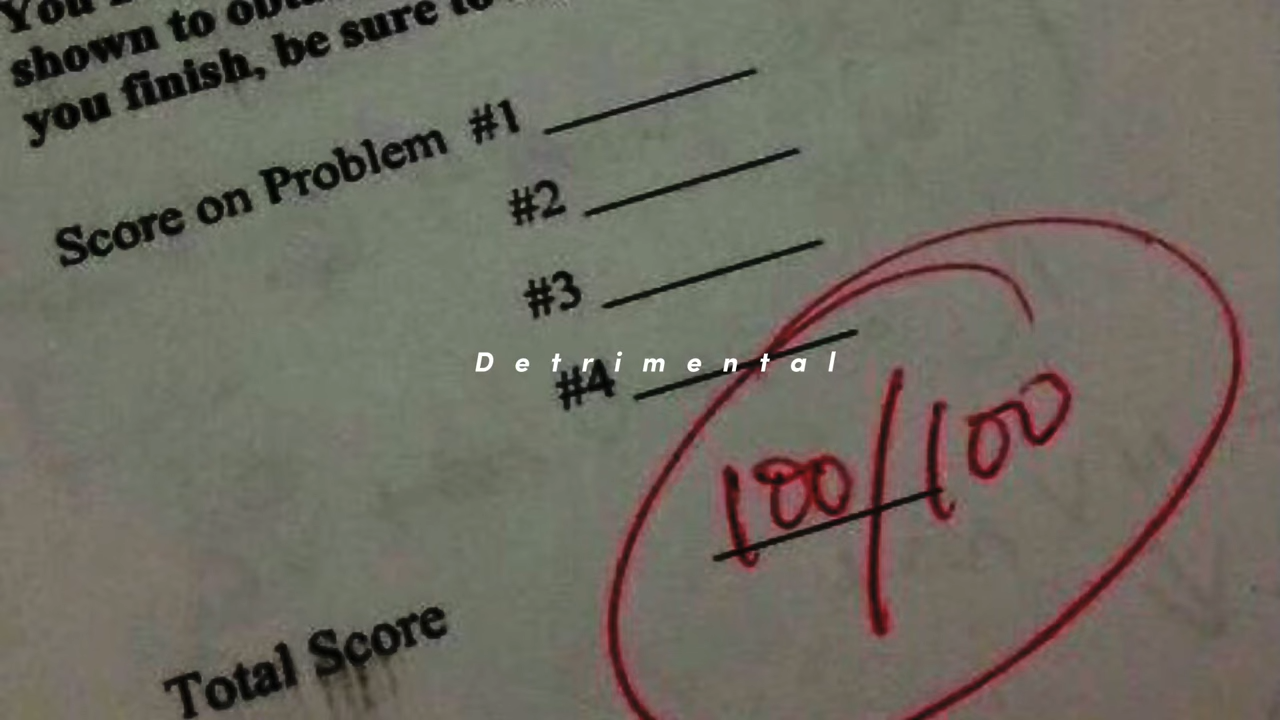 You
shown to
you finish, be sure to
Score on Problem #1
#2
#3
Detrimental
#4
100/100
Total Score